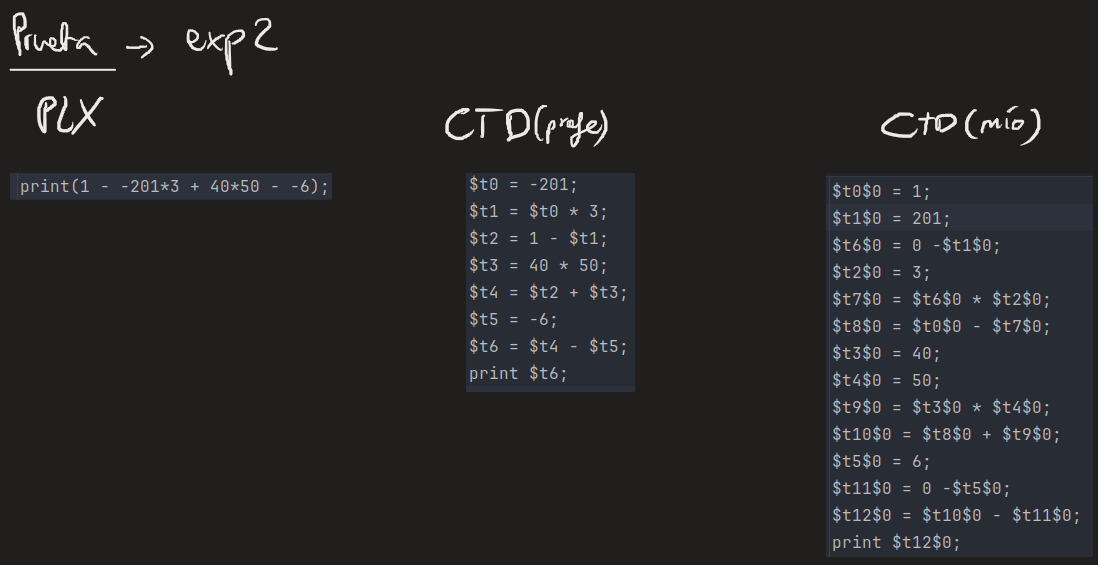 Prueba → exp2
PLX
CTD(profe)
CTD(mío)
print(1 - -201*3 + 40*50 - -6);
$t0 = -201;
$t1 = $t0 * 3;
$t2 = 1 - $t1;
$t3 = 40 * 50;
$t4 = $t2 + $t3;
$t5 = -6;
$t6 = $t4 - $t5;
print $t6;
$t0$0 = 1;
$t1$0 = 201;
$t6$0 = 0 -$t1$0;
$t2$0 = 3;
$t7$0 = $t6$0 * $t2$0;
$t8$0 = $t0$0 - $t7$0;
$t3$0 = 40;
$t4$0 = 50;
$t9$0 = $t3$0 * $t4$0;
$t10$0 = $t8$0 + $t9$0;
$t5$0 = 6;
$t11$0 = 0 -$t5$0;
$t12$0 = $t10$0 - $t11$0;
print $t12$0;